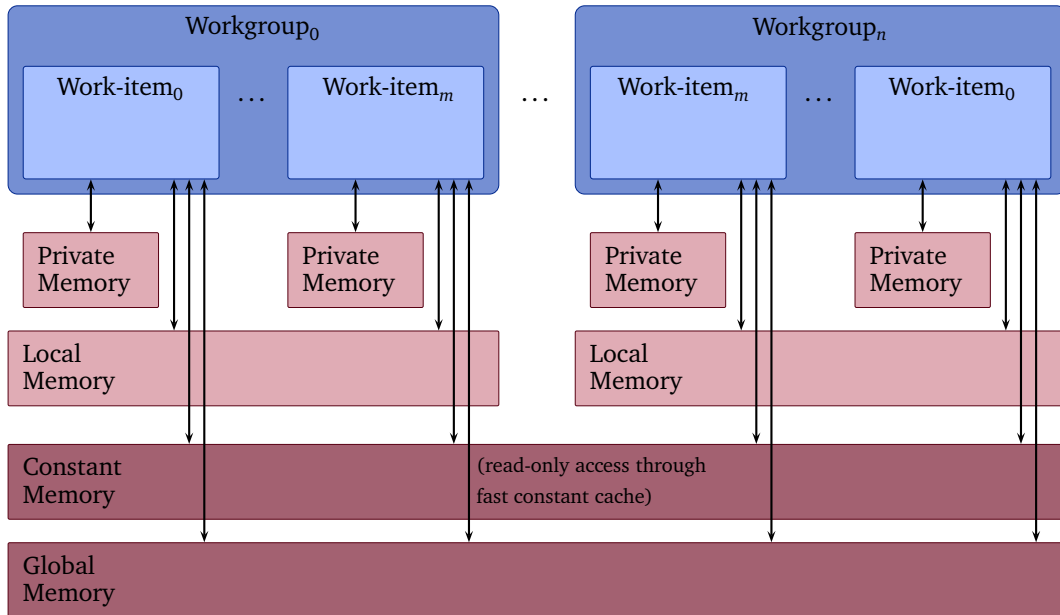 Workgroup₀
Workgroupₙ
Work-item₀ … Work-itemₘ … Work-itemₘ … Work-item₀
Private
Memory
Private
Memory
Private
Memory
Private
Memory
Local
Memory
Local
Memory
Constant
Memory
(read-only access through
fast constant cache)
Global
Memory